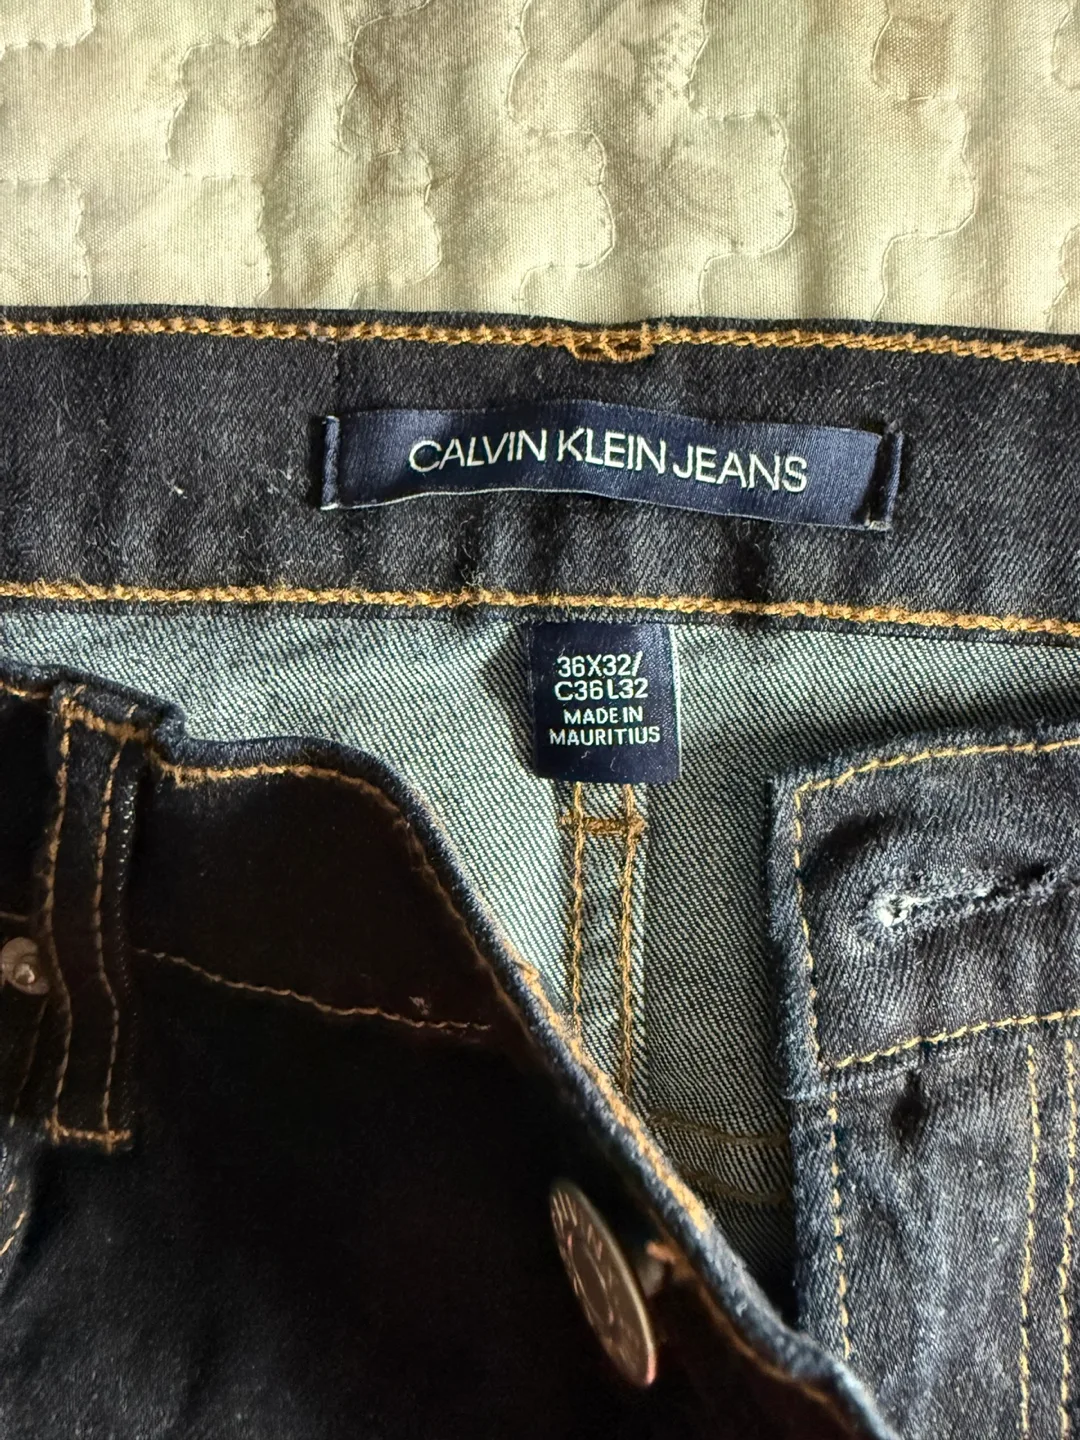 CALVIN KLEIN JEANS
36X32/
C36 L32
MADE IN
MAURITIUS